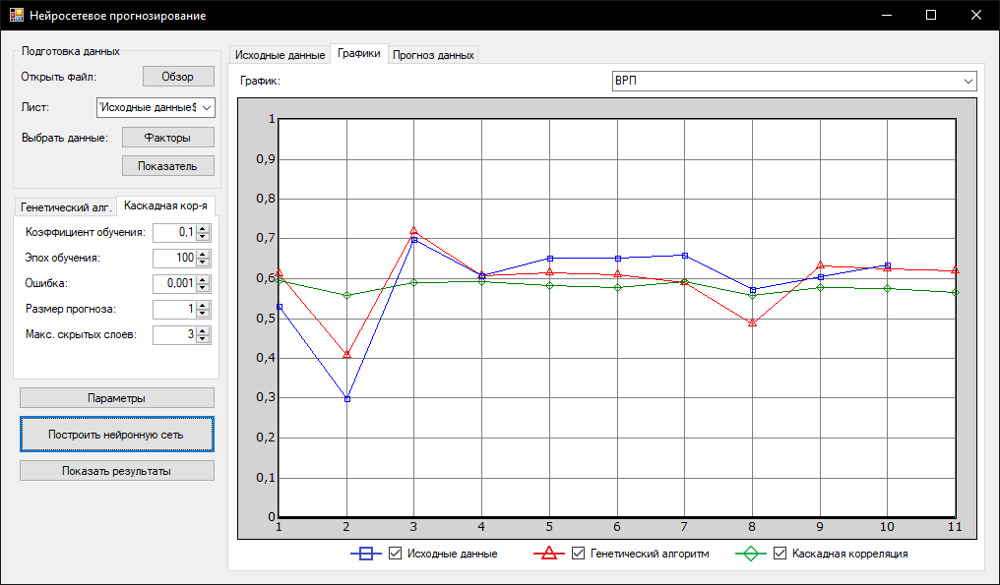 Нейросетевое прогнозирование
Подготовка данных
Открыть файл:
Обзор
Лист:
'Исходные данные$
Выбрать данные:
Факторы
Показатель
Генетический алг.
Каскадная кор-я
Коэффициент обучения:
0,1
Эпох обучения:
100
Ошибка:
0,001
Размер прогноза:
1
Макс. скрытых слоев:
3
Параметры
Построить нейронную сеть
Показать результаты
Исходные данные
Графики
Прогноз данных
График:
ВРП
1
0,9
0,8
0,7
0,6
0,5
0,4
0,3
0,2
0,1
0
1 2 3 4 5 6 7 8 9 10 11
Исходные данные
Генетический алгоритм
Каскадная корреляция